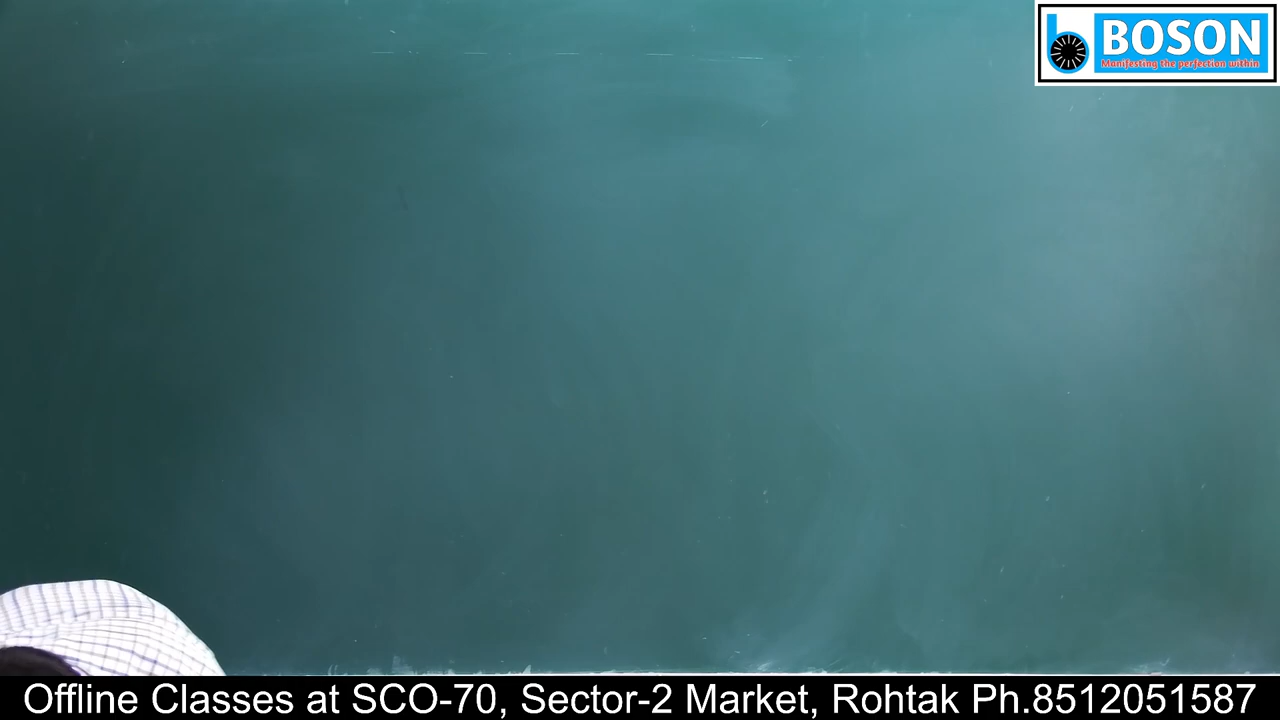 BOSON
Manifesting the perfection within
Offline Classes at SCO-70, Sector-2 Market, Rohtak Ph.8512051587